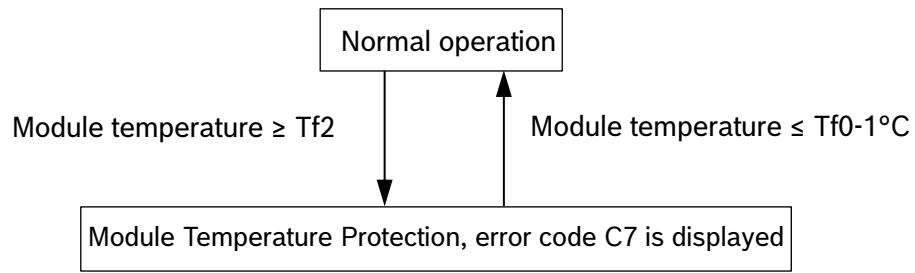 Normal operation
Module temperature ≥ Tf2
Module temperature ≤ Tf0-1°C
Module Temperature Protection, error code C7 is displayed